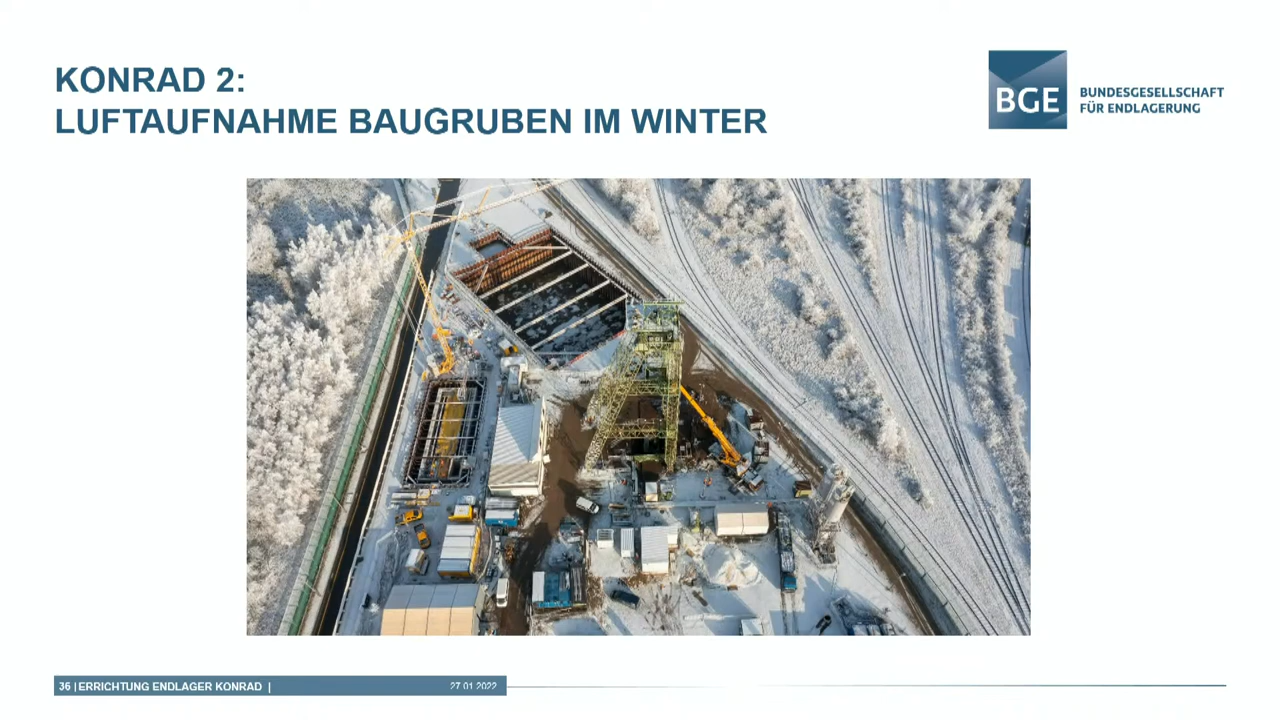 KONRAD 2:
LUFTAUFNAHME BAUGRUBEN IM WINTER
BGE
BUNDESGESELLSCHAFT
FÜR ENDLAGERUNG
36 | ERRICHTUNG ENDLAGER KONRAD |
27.01.2022